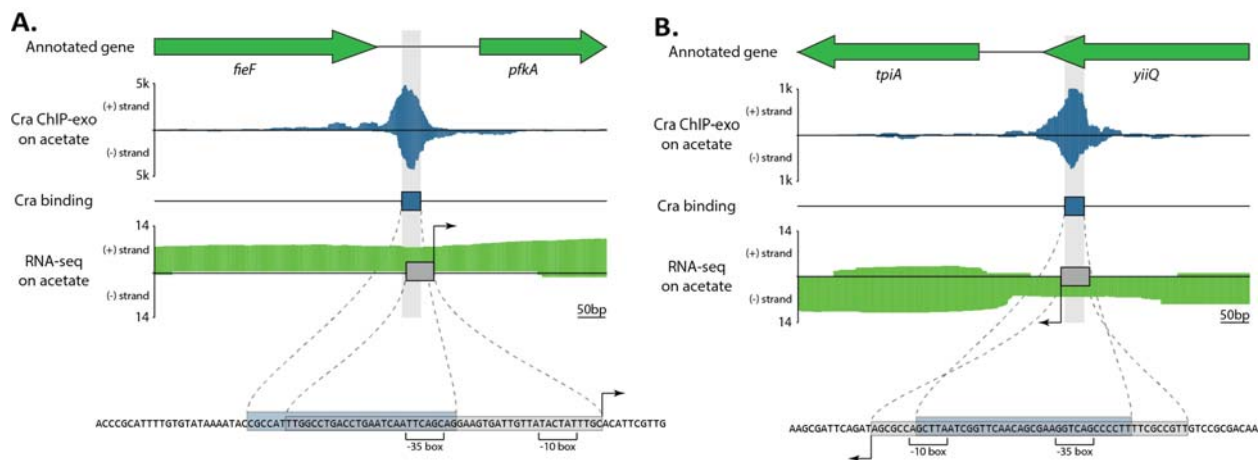 A.
Annotated gene
fieF
pfkA
5k
(+) strand
Cra ChIP-exo
on acetate
(-) strand
5k
Cra binding
14
(+) strand
RNA-seq
on acetate
(-) strand
14
50bp
ACCCGCATTTTGTGTATAAAATACCGCCATTTGGCCTGACCTGAATCAATTCAGCAGGAAGTGATTGTTATACTATTTGCACATTCGTTG
-35 box
-10 box
B.
Annotated gene
tpiA
yiiQ
1k
(+) strand
Cra ChIP-exo
on acetate
(-) strand
1k
Cra binding
14
(+) strand
RNA-seq
on acetate
(-) strand
14
50bp
AAGCGATTCAGATAGCGCCAGCTTAATCGGTTCAACAGCGAAGGTCAGCCCCTTTTCGCCGTTGTCCGCGACAA
-10 box
-35 box